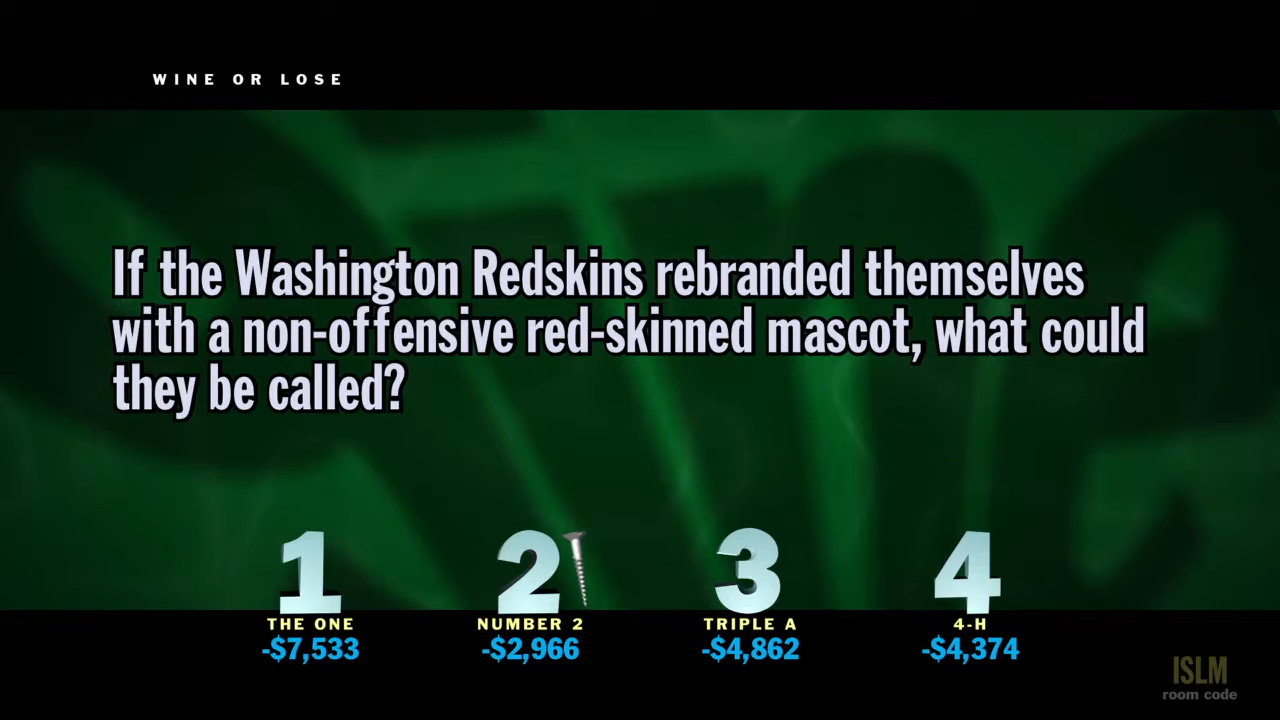 WINE OR LOSE
If the Washington Redskins rebranded themselves
with a non-offensive red-skinned mascot, what could
they be called?
1 2 3 4
THE ONE NUMBER 2 TRIPLE A 4-H
-$7,533 -$2,966 -$4,862 -$4,374
ISLM
room code